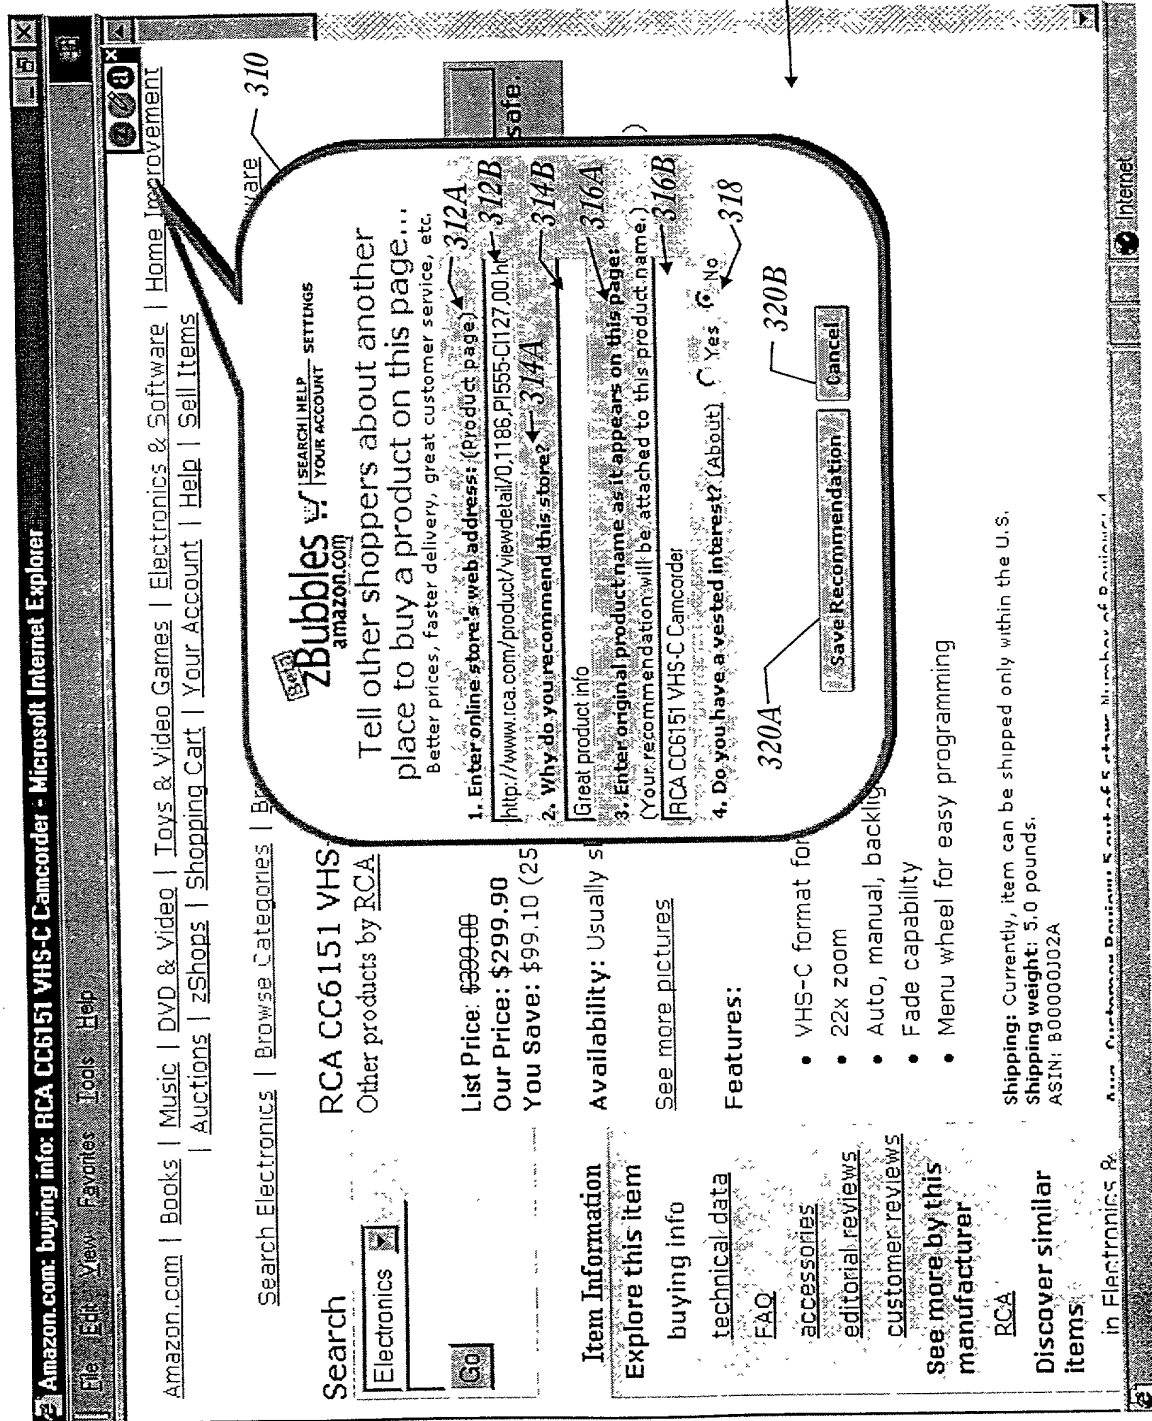 Amazon.com: buying info: RCA CC6151 VHS-C Camcorder - Microsoft Internet Explorer
File Edit View Favorites Tools Help
Amazon.com | Books | Music | DVD & Video | Toys & Video Games | Electronics & Software | Home Improvement
| Auctions | zShops | Shopping Cart | Your Account | Help | Sell Items
Search Electronics | Browse Categories | Br
ware
310
Search
Electronics
Go
RCA CC6151 VHS-
Other products by RCA
List Price: $399.00
Our Price: $299.90
You Save: $99.10 (25
Availability: Usually s
See more pictures
Features:
• VHS-C format for
• 22x zoom
• Auto, manual, backlig
• Fade capability
• Menu wheel for easy programming
Shipping: Currently, item can be shipped only within the U.S.
Shipping weight: 5.0 pounds.
ASIN: B00000J02A
Item Information
Explore this item
buying info
technical data
FAQ
accessories
editorial reviews
customer reviews
See more by this
manufacturer
RCA
Discover similar
items
in Electronics &
safe.
Beta
zBubbles
amazon.com
SEARCH | HELP
YOUR ACCOUNT SETTINGS
Tell other shoppers about another
place to buy a product on this page...
Better prices, faster delivery, great customer service, etc.
1. Enter online store's web address: (Product page) 312A
http://www.rca.com/product/viewdetail/0,1186,PI555-CI127,00.h 312B
2. Why do you recommend this store? 314A
314B
Great product info
316A
3. Enter original product name as it appears on this page:
(Your recommendation will be attached to this product name.)
316B
RCA CC6151 VHS-C Camcorder
4. Do you have a vested interest? (About) Yes No
318
320A
320B
Save Recommendation Cancel
Internet